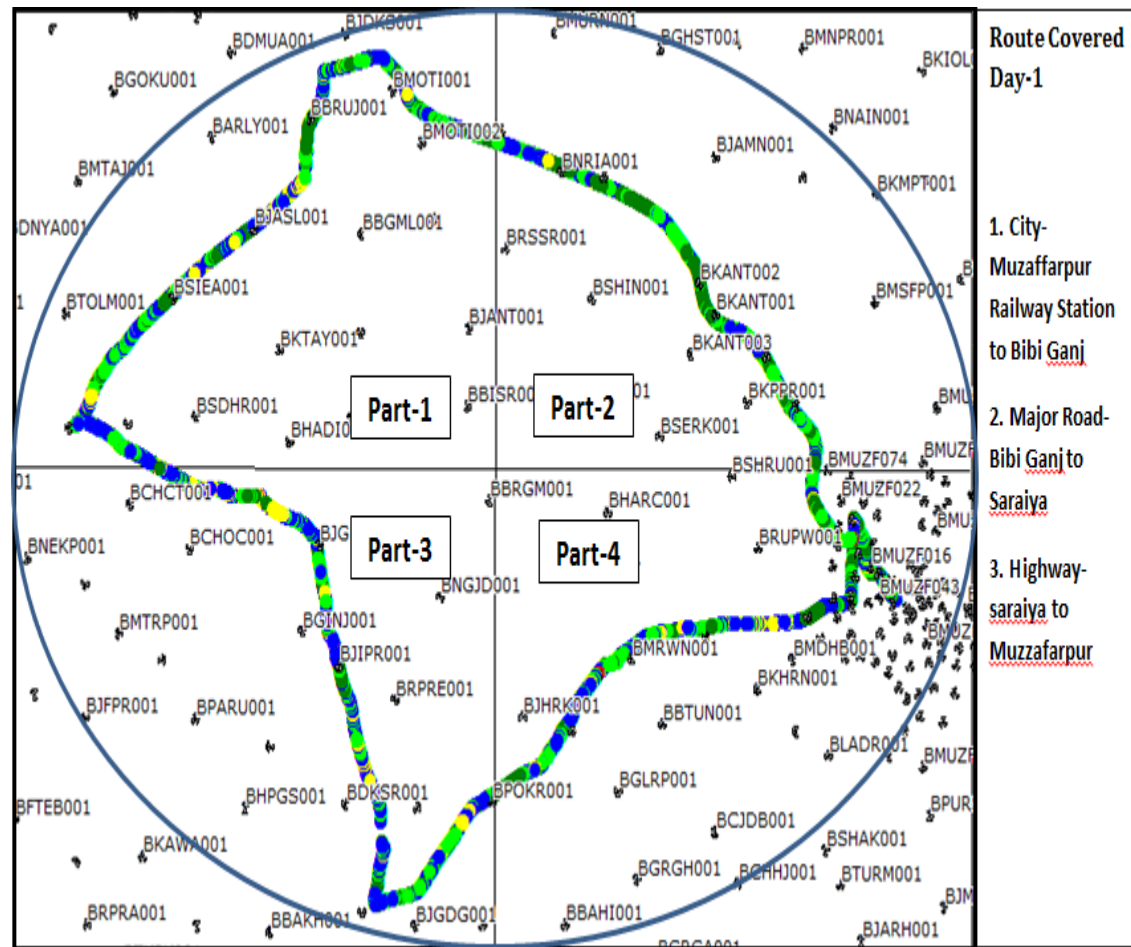 BJDKG001
BMURN001
BDMUA001
BGHST001
BMNPR001
BGOKU001
BMOTI001
BBRUJ001
BARLY001
BMOTI002
BNAIN001
BJAMN001
BMTAJ001
BNRIA001
BKMPT001
BJASL001
BBGML001
BRSSR001
BSIEA001
BKANT002
BTOLM001
BSHIN001
BKANT001
BMSFP001
BJANT001
BKTAY001
BKANT003
BSDHR001
BKPPR001
Part-1
Part-2
BSERK001
BSHRU001
BMUZF074
BCHCT001
BBRGM001
BHARC001
BMUZF022
BCHOC001
BNEKP001
Part-3
Part-4
BRUPW001
BMUZF016
BNGJD001
BMUZF043
BMTRP001
BGINJ001
BJIPR001
BMRWN001
BMDHB001
BRPRE001
BKHRN001
BJFPR001
BPARU001
BJHRK001
BBTUN001
BLADR001
BHPGS001
BDKSR001
BPOKR001
BGLRP001
BFTEB001
BCJDB001
BKAWA001
BSHAK001
BGRGH001
BCHHJ001
BTURM001
BRPRA001
BBAKH001
BJGDG001
BBAHI001
BJARH001
Route Covered
Day-1
1. City-
Muzaffarpur
Railway Station
to Bibi Ganj
2. Major Road-
Bibi Ganj to
Saraiya
3. Highway-
saraiya to
Muzzafarpur